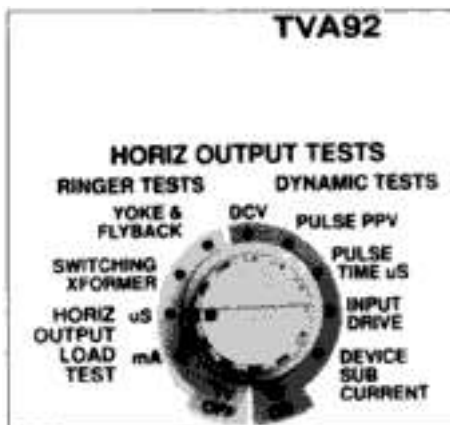 TVA92
HORIZ OUTPUT TESTS
RINGER TESTS
DYNAMIC TESTS
YOKE &
FLYBACK
SWITCHING
XFORMER
HORIZ uS
OUTPUT
LOAD mA
TEST
DCV
PULSE PPV
PULSE
TIME uS
INPUT
DRIVE
DEVICE
SUB
CURRENT